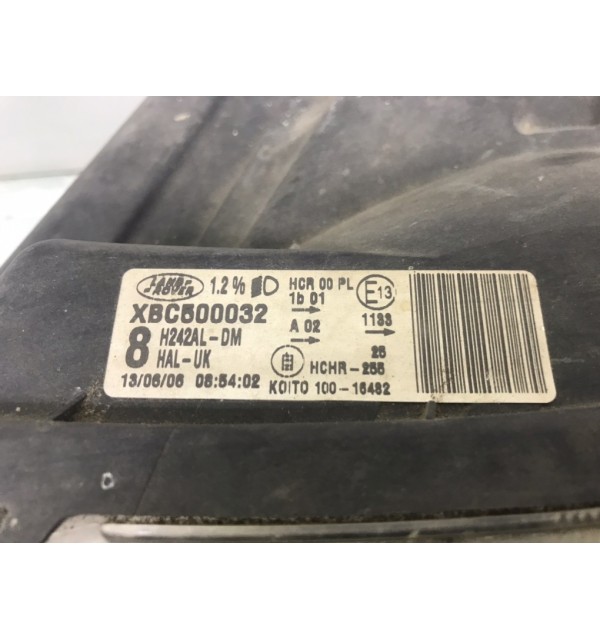 LAND ROVER 1.2% HCR 00 PL E13
1b 01
XBC500032 A 02 1133
8 H242AL-DM
HAL-UK HCHR-255 25
13/06/06 08:54:02 KOITO 100-16432